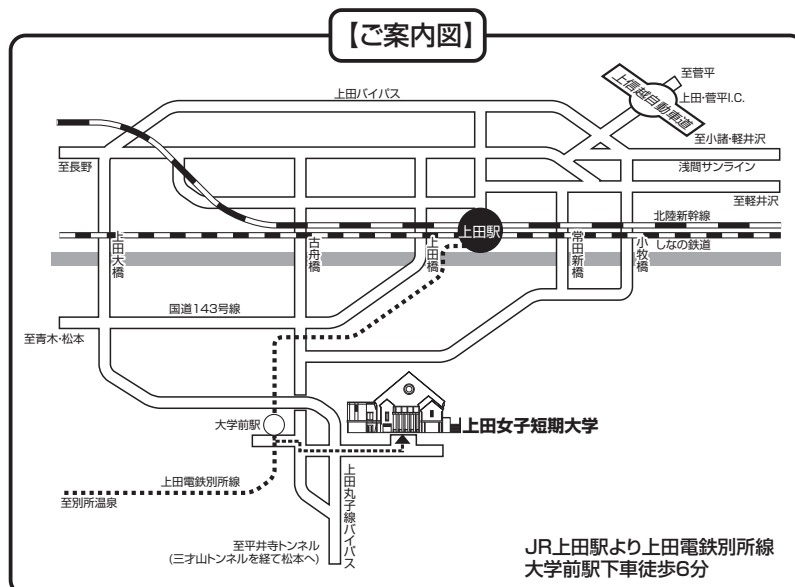 【ご案内図】
至菅平
上信越自動車道
上田・菅平I.C.
上田バイパス
至小諸・軽井沢
至長野
浅間サンライン
至軽井沢
北陸新幹線
上田駅
しなの鉄道
上田大橋
古舟橋
上田橋
常田新橋
小牧橋
国道143号線
至青木・松本
大学前駅
上田女子短期大学
上田電鉄別所線
至別所温泉
上田丸子線バイパス
至平井寺トンネル
(三才山トンネルを経て松本へ)
JR上田駅より上田電鉄別所線
大学前駅下車徒歩6分